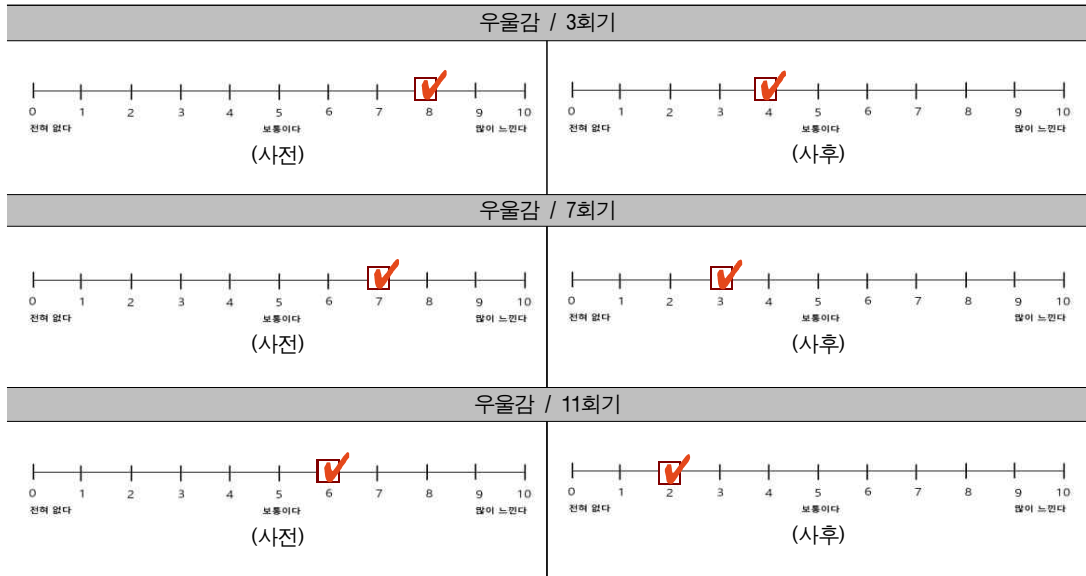 우울감 / 3회기
0 1 2 3 4 5 6 7 8 9 10
전혀 없다 보통이다 많이 느낀다
(사전)
0 1 2 3 4 5 6 7 8 9 10
전혀 없다 보통이다 많이 느낀다
(사후)
우울감 / 7회기
0 1 2 3 4 5 6 7 8 9 10
전혀 없다 보통이다 많이 느낀다
(사전)
0 1 2 3 4 5 6 7 8 9 10
전혀 없다 보통이다 많이 느낀다
(사후)
우울감 / 11회기
0 1 2 3 4 5 6 7 8 9 10
전혀 없다 보통이다 많이 느낀다
(사전)
0 1 2 3 4 5 6 7 8 9 10
전혀 없다 보통이다 많이 느낀다
(사후)